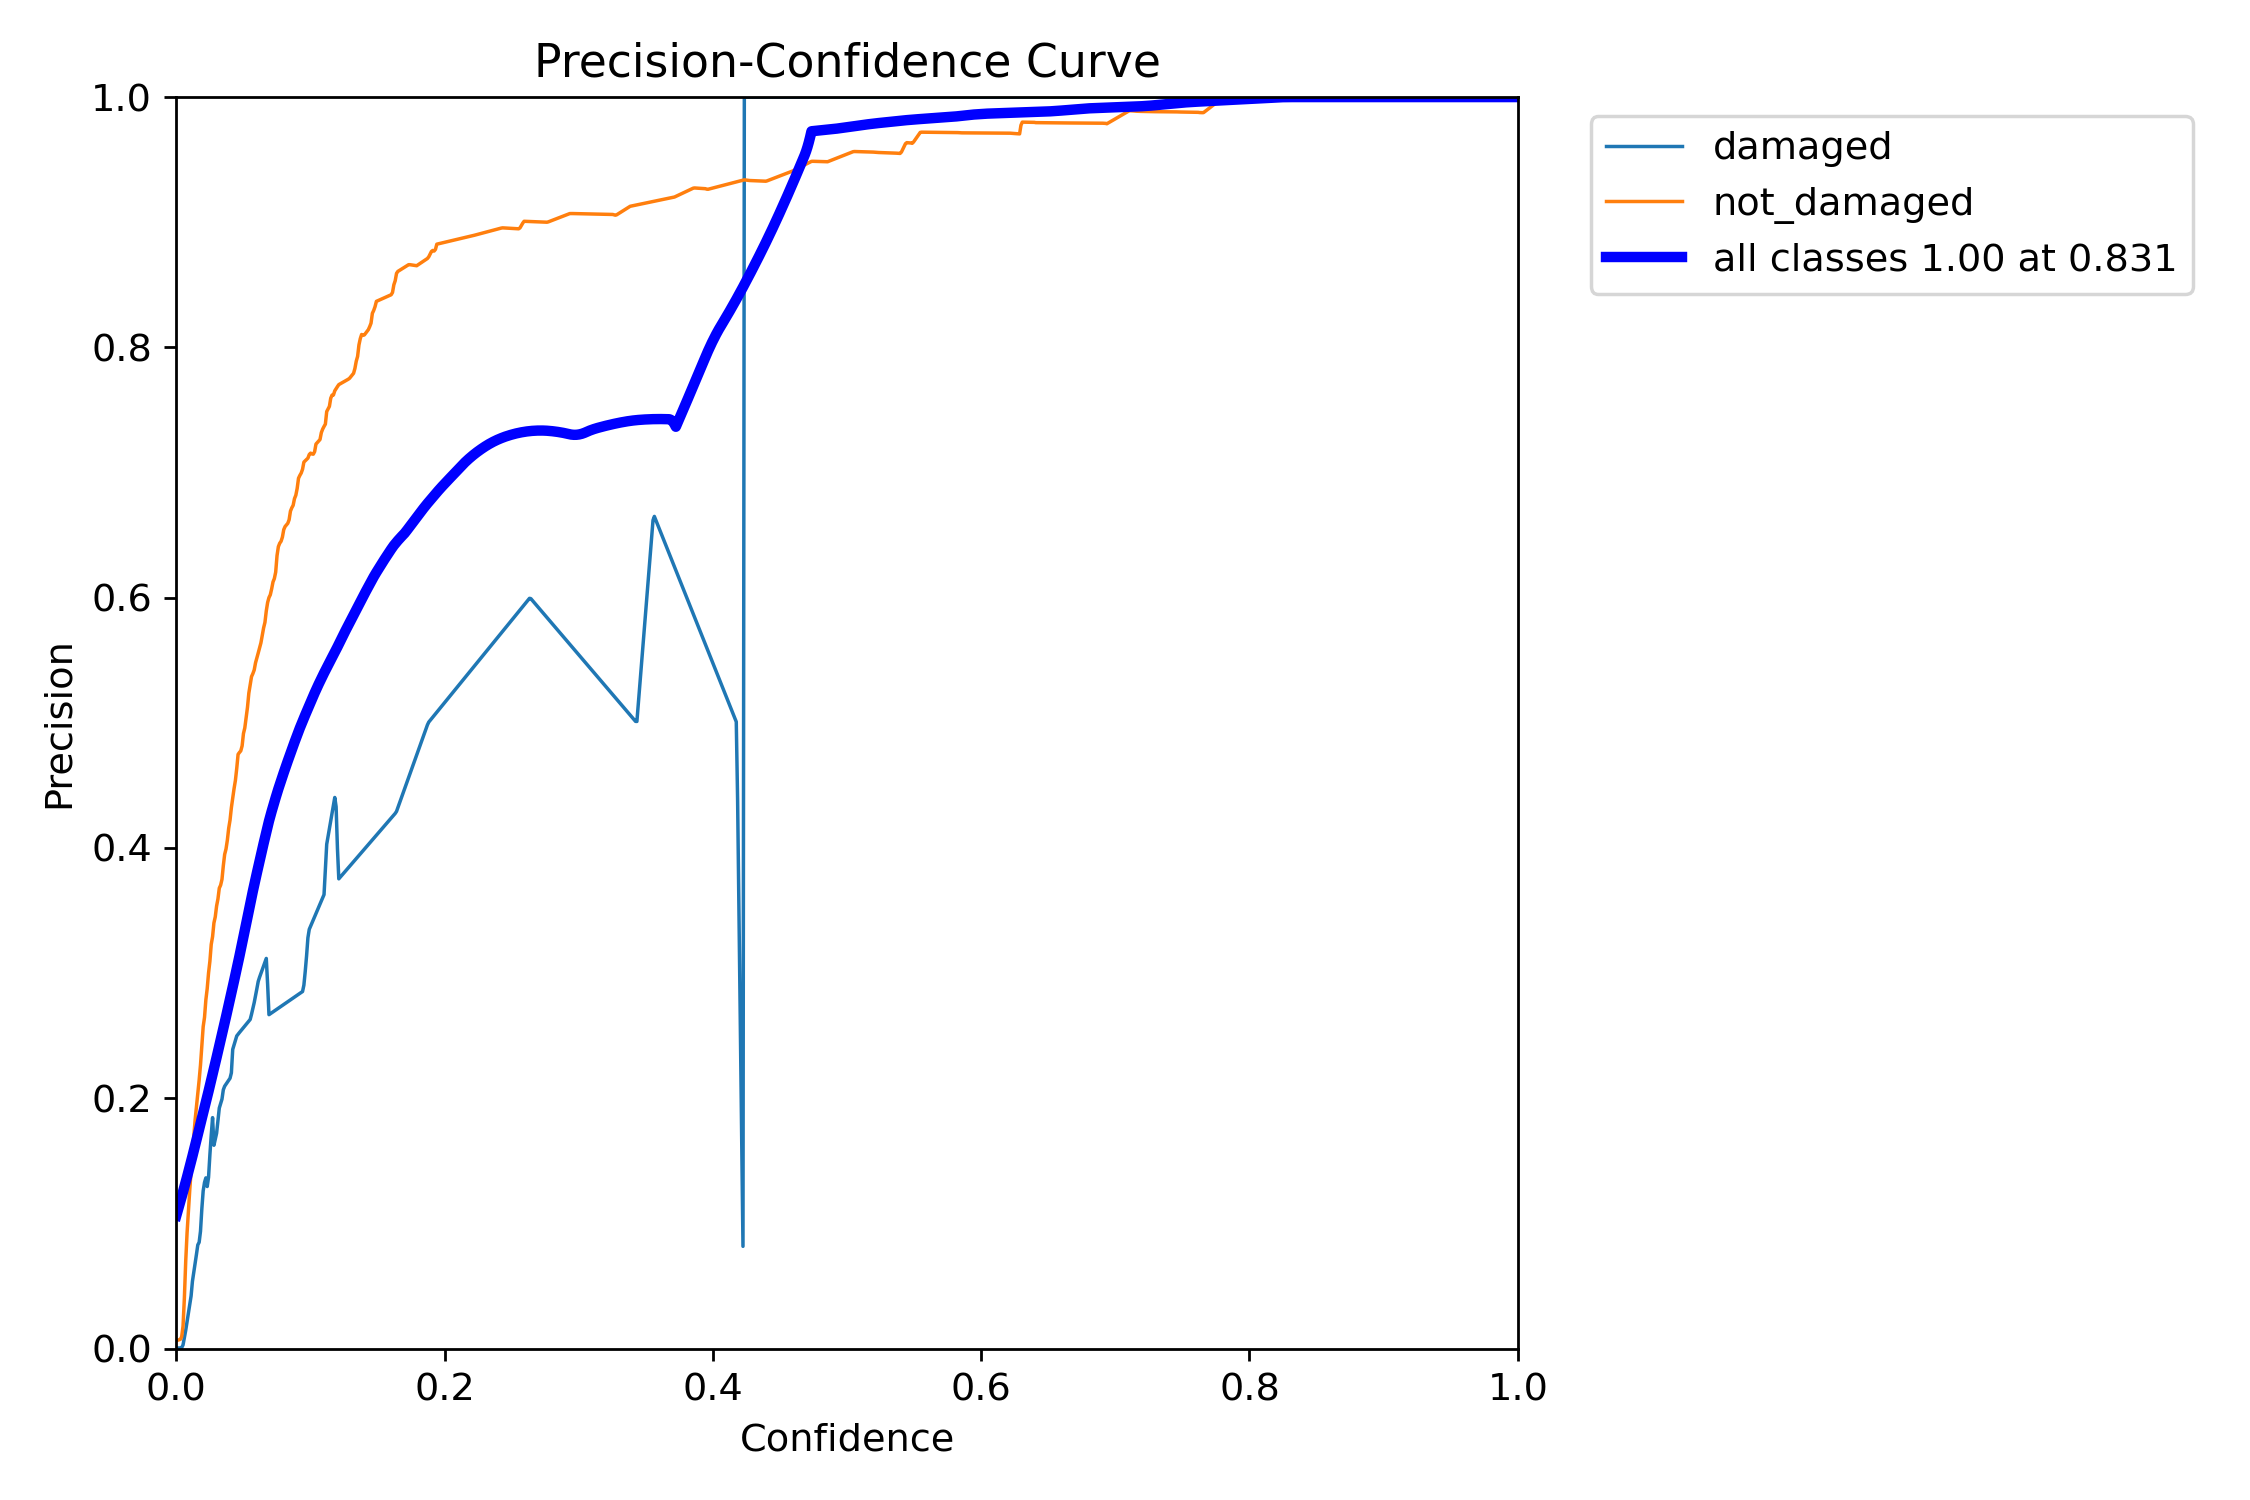 Precision-Confidence Curve
1.0
0.8
0.6
0.4
0.2
0.0
Precision
0.0 0.2 0.4 0.6 0.8 1.0
Confidence
damaged
not_damaged
all classes 1.00 at 0.831